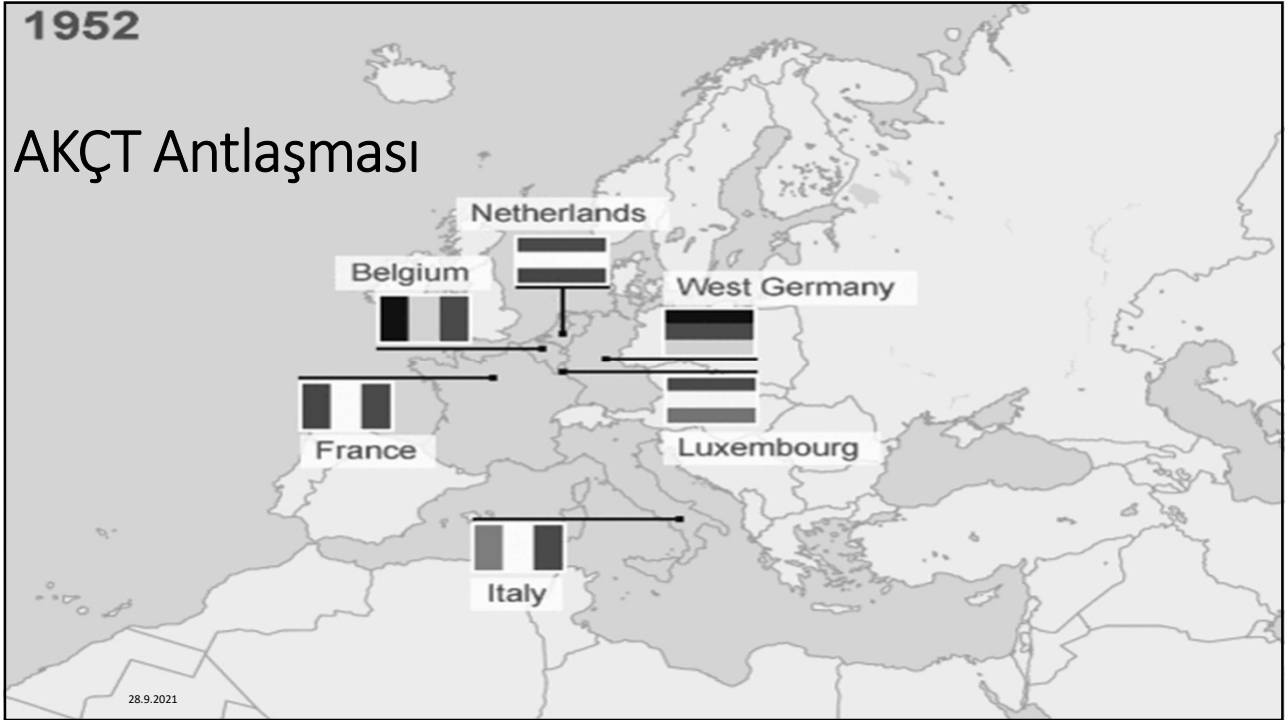 1952
AKÇT Antlaşması
Netherlands
Belgium
West Germany
France
Luxembourg
Italy
28.9.2021